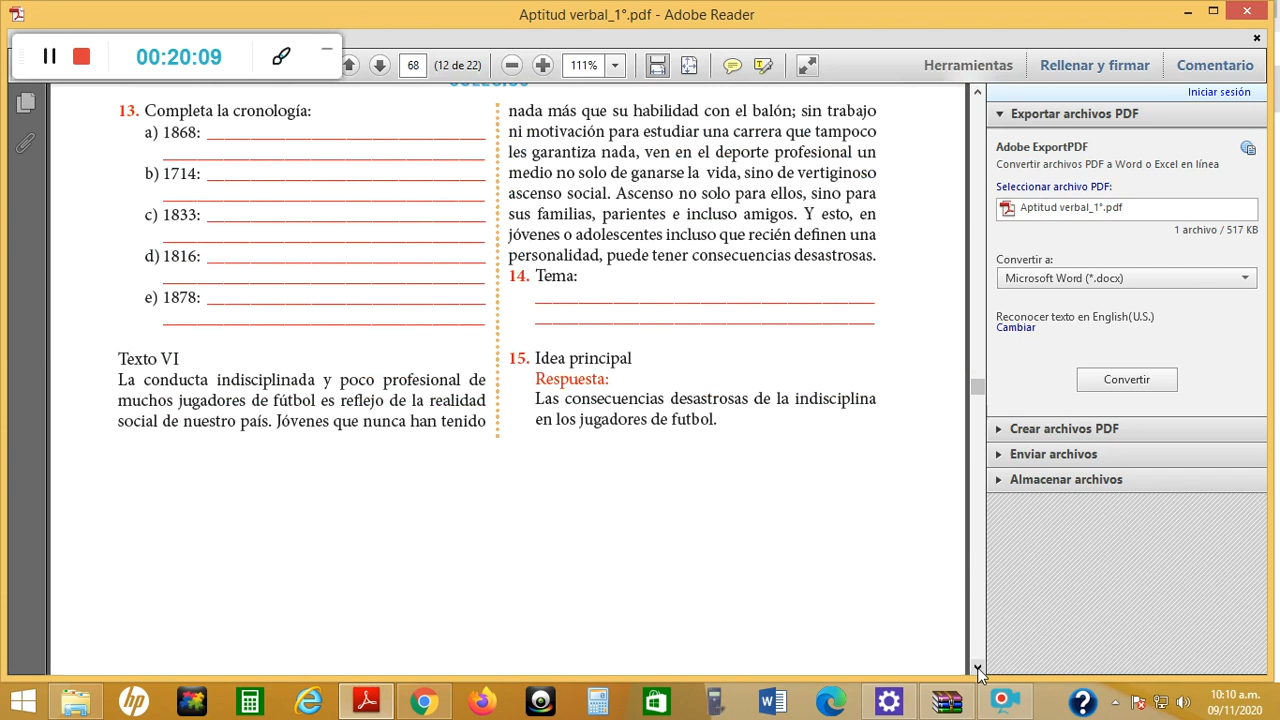 Aptitud verbal_1°.pdf - Adobe Reader
00:20:09
68
(12 de 22)
111%
Herramientas
Rellenar y firmar
Comentario
13. Completa la cronología:
a) 1868:
b) 1714:
c) 1833:
d) 1816:
e) 1878:
Texto VI
La conducta indisciplinada y poco profesional de
muchos jugadores de fútbol es reflejo de la realidad
social de nuestro país. Jóvenes que nunca han tenido
nada más que su habilidad con el balón; sin trabajo
ni motivación para estudiar una carrera que tampoco
les garantiza nada, ven en el deporte profesional un
medio no solo de ganarse la vida, sino de vertiginoso
ascenso social. Ascenso no solo para ellos, sino para
sus familias, parientes e incluso amigos. Y esto, en
jóvenes o adolescentes incluso que recién definen una
personalidad, puede tener consecuencias desastrosas.
14. Tema:
15. Idea principal
Respuesta:
Las consecuencias desastrosas de la indisciplina
en los jugadores de futbol.
Iniciar sesión
Exportar archivos PDF
Adobe ExportPDF
Convertir archivos PDF a Word o Excel en línea
Seleccionar archivo PDF:
Aptitud verbal_1°.pdf
1 archivo / 517 KB
Convertir a:
Microsoft Word (*.docx)
Reconocer texto en English(U.S.)
Cambiar
Convertir
Crear archivos PDF
Enviar archivos
Almacenar archivos
10:10 a.m.
09/11/2020